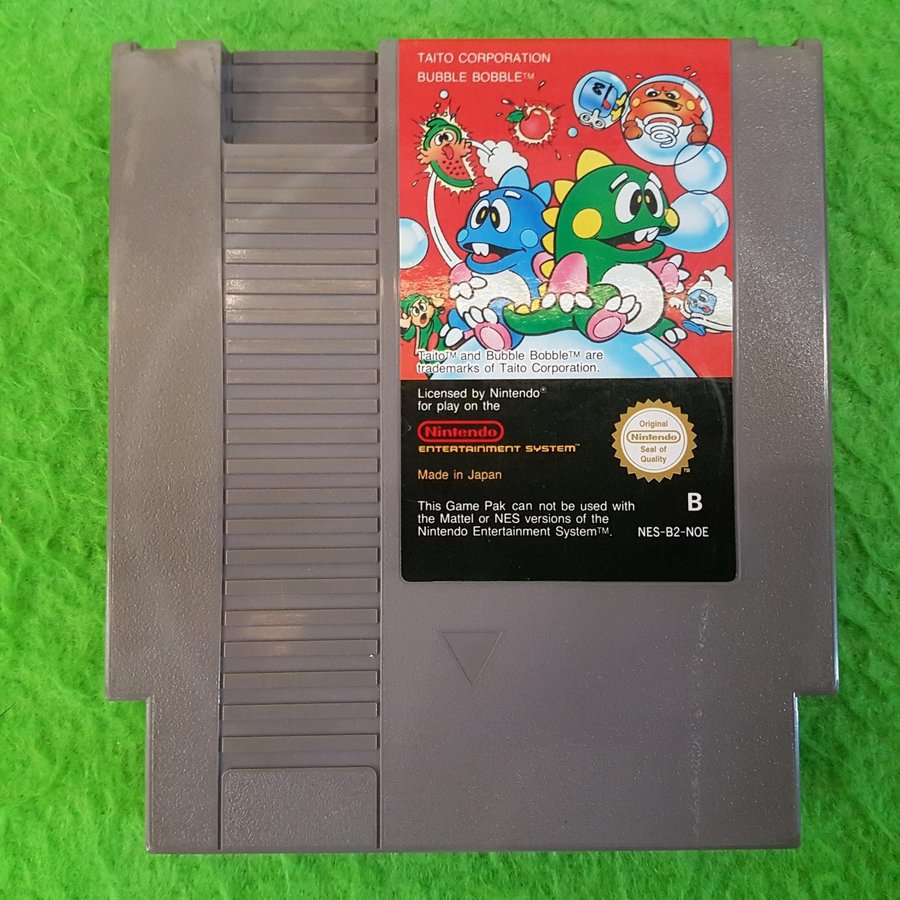 TAITO CORPORATION
BUBBLE BOBBLE™
Taito™ and Bubble Bobble™ are
trademarks of Taito Corporation.
Licensed by Nintendo®
for play on the
Nintendo
ENTERTAINMENT SYSTEM™
Made in Japan
Original
Nintendo
Seal of
Quality
™
This Game Pak can not be used with
the Mattel or NES versions of the
Nintendo Entertainment System™.
B
NES-B2-NOE